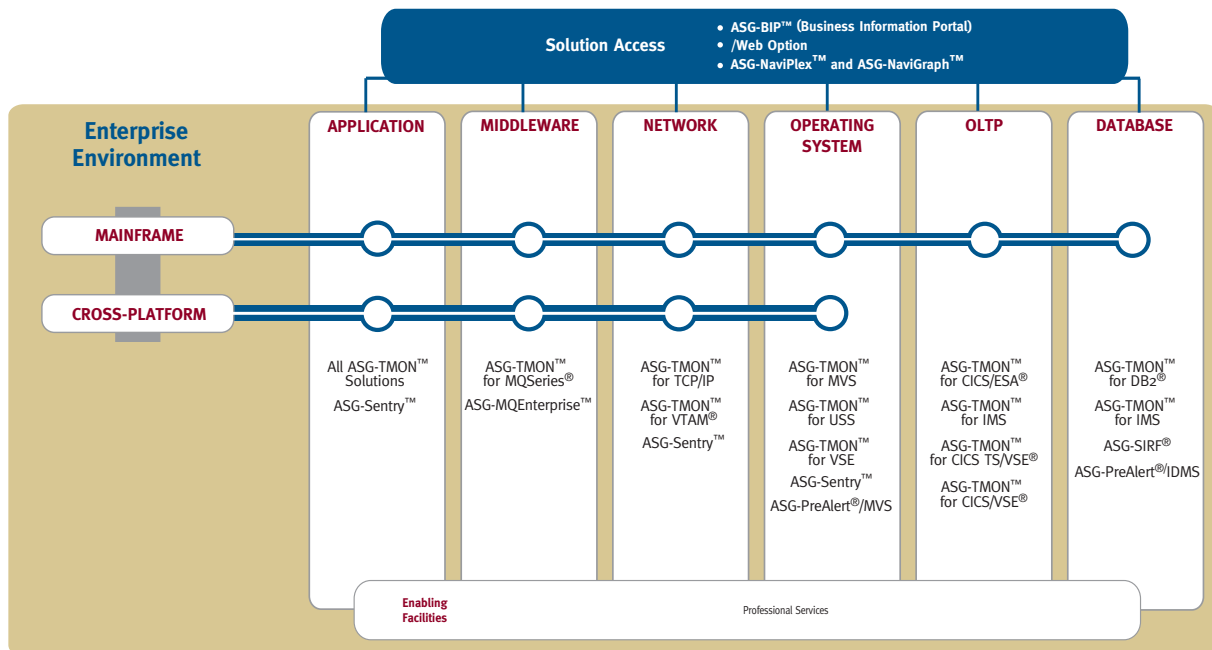 Solution Access
• ASG-BIP™ (Business Information Portal)
• /Web Option
• ASG-NaviPlex™ and ASG-NaviGraph™
Enterprise
Environment
APPLICATION
MIDDLEWARE
NETWORK
OPERATING
SYSTEM
OLTP
DATABASE
MAINFRAME
CROSS-PLATFORM
All ASG-TMON™
Solutions
ASG-Sentry™
ASG-TMON™
for MQSeries®
ASG-MQEnterprise™
ASG-TMON™
for TCP/IP
ASG-TMON™
for VTAM®
ASG-Sentry™
ASG-TMON™
for MVS
ASG-TMON™
for USS
ASG-TMON™
for VSE
ASG-Sentry™
ASG-PreAlert®/MVS
ASG-TMON™
for CICS/ESA®
ASG-TMON™
for IMS
ASG-TMON™
for CICS TS/VSE®
ASG-TMON™
for CICS/VSE®
ASG-TMON™
for DB2®
ASG-TMON™
for IMS
ASG-SIRF®
ASG-PreAlert®/IDMS
Enabling
Facilities
Professional Services